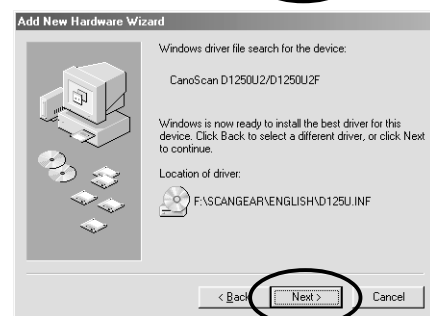 Add New Hardware Wizard
Windows driver file search for the device:
CanoScan D1250U2/D1250U2F
Windows is now ready to install the best driver for this
device. Click Back to select a different driver, or click Next
to continue.
Location of driver:
F:\SCANGEAR\ENGLISH\D125U.INF
< Back Next > Cancel